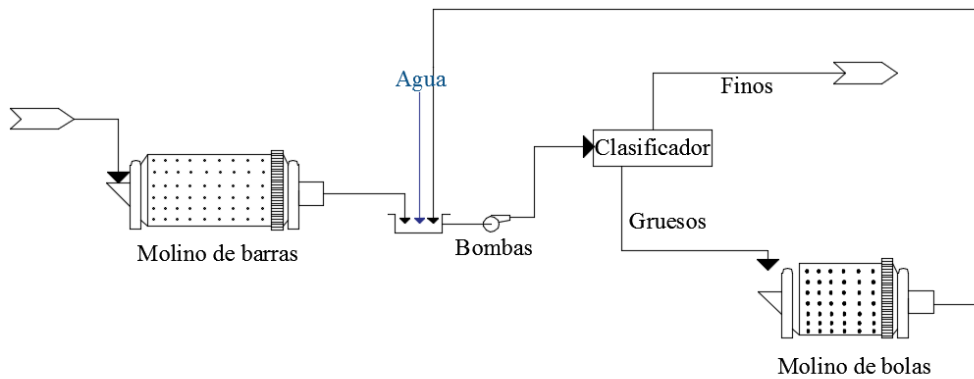 Agua
Finos
Clasificador
Gruesos
Molino de barras
Bombas
Molino de bolas